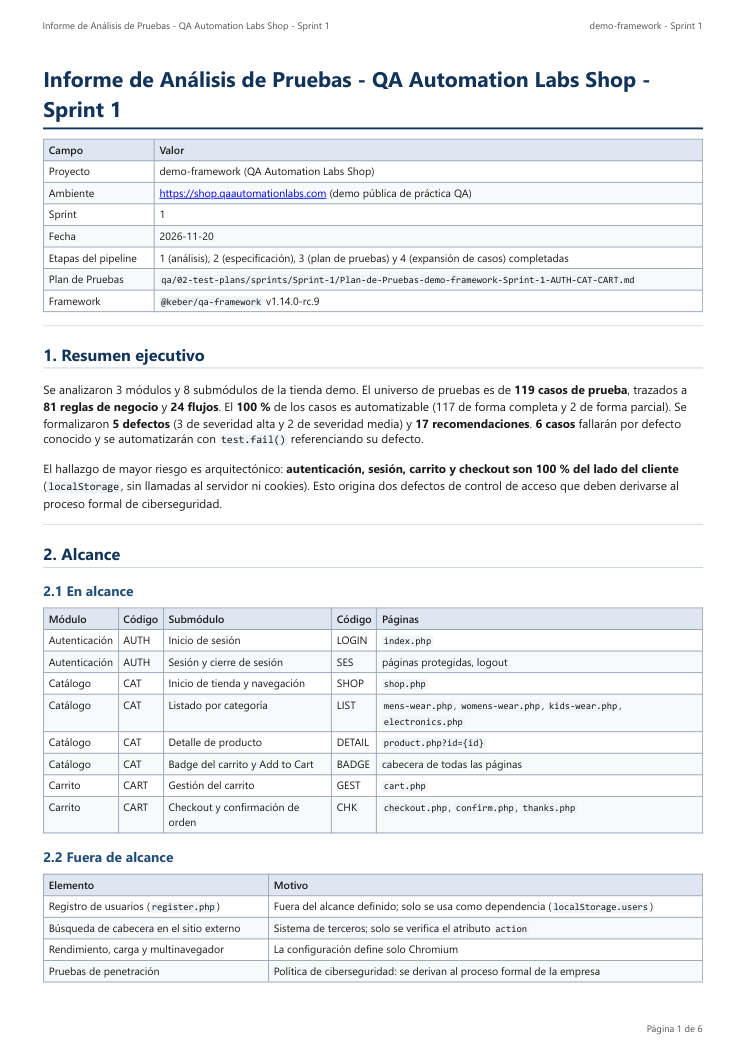 Informe de Análisis de Pruebas - QA Automation Labs Shop - Sprint 1
demo-framework - Sprint 1
Informe de Análisis de Pruebas - QA Automation Labs Shop -
Sprint 1
Campo Valor
Proyecto demo-framework (QA Automation Labs Shop)
Ambiente https://shop.qaautomationlabs.com (demo pública de práctica QA)
Sprint 1
Fecha 2026-11-20
Etapas del pipeline 1 (análisis), 2 (especificación), 3 (plan de pruebas) y 4 (expansión de casos) completadas
Plan de Pruebas qa/02-test-plans/sprints/Sprint-1/Plan-de-Pruebas-demo-framework-Sprint-1-AUTH-CAT-CART.md
Framework @keber/qa-framework v1.14.0-rc.9
1. Resumen ejecutivo
Se analizaron 3 módulos y 8 submódulos de la tienda demo. El universo de pruebas es de 119 casos de prueba, trazados a
81 reglas de negocio y 24 flujos. El 100 % de los casos es automatizable (117 de forma completa y 2 de forma parcial). Se
formalizaron 5 defectos (3 de severidad alta y 2 de severidad media) y 17 recomendaciones. 6 casos fallarán por defecto
conocido y se automatizarán con test.fail() referenciando su defecto.
El hallazgo de mayor riesgo es arquitectónico: autenticación, sesión, carrito y checkout son 100 % del lado del cliente
(localStorage, sin llamadas al servidor ni cookies). Esto origina dos defectos de control de acceso que deben derivarse al
proceso formal de ciberseguridad.
2. Alcance
2.1 En alcance
Módulo Código Submódulo Código Páginas
Autenticación AUTH Inicio de sesión LOGIN index.php
Autenticación AUTH Sesión y cierre de sesión SES páginas protegidas, logout
Catálogo CAT Inicio de tienda y navegación SHOP shop.php
Catálogo CAT Listado por categoría LIST mens-wear.php, womens-wear.php, kids-wear.php,
electronics.php
Catálogo CAT Detalle de producto DETAIL product.php?id={id}
Catálogo CAT Badge del carrito y Add to Cart BADGE cabecera de todas las páginas
Carrito CART Gestión del carrito GEST cart.php
Carrito CART Checkout y confirmación de CHK checkout.php, confirm.php, thanks.php
orden
2.2 Fuera de alcance
Elemento Motivo
Registro de usuarios (register.php) Fuera del alcance definido; solo se usa como dependencia (localStorage.users)
Búsqueda de cabecera en el sitio externo Sistema de terceros; solo se verifica el atributo action
Rendimiento, carga y multinavegador La configuración define solo Chromium
Pruebas de penetración Política de ciberseguridad: se derivan al proceso formal de la empresa
Página 1 de 6